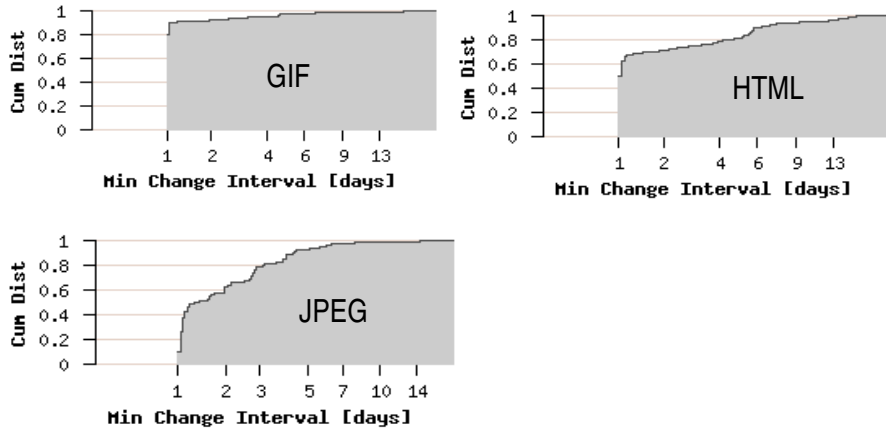 1
0.8
0.6
0.4
0.2
0
Cum Dist
GIF
1 2 4 6 9 13
Min Change Interval [days]
1
0.8
0.6
0.4
0.2
0
Cum Dist
HTML
1 2 4 6 9 13
Min Change Interval [days]
1
0.8
0.6
0.4
0.2
0
Cum Dist
JPEG
1 2 3 5 7 10 14
Min Change Interval [days]